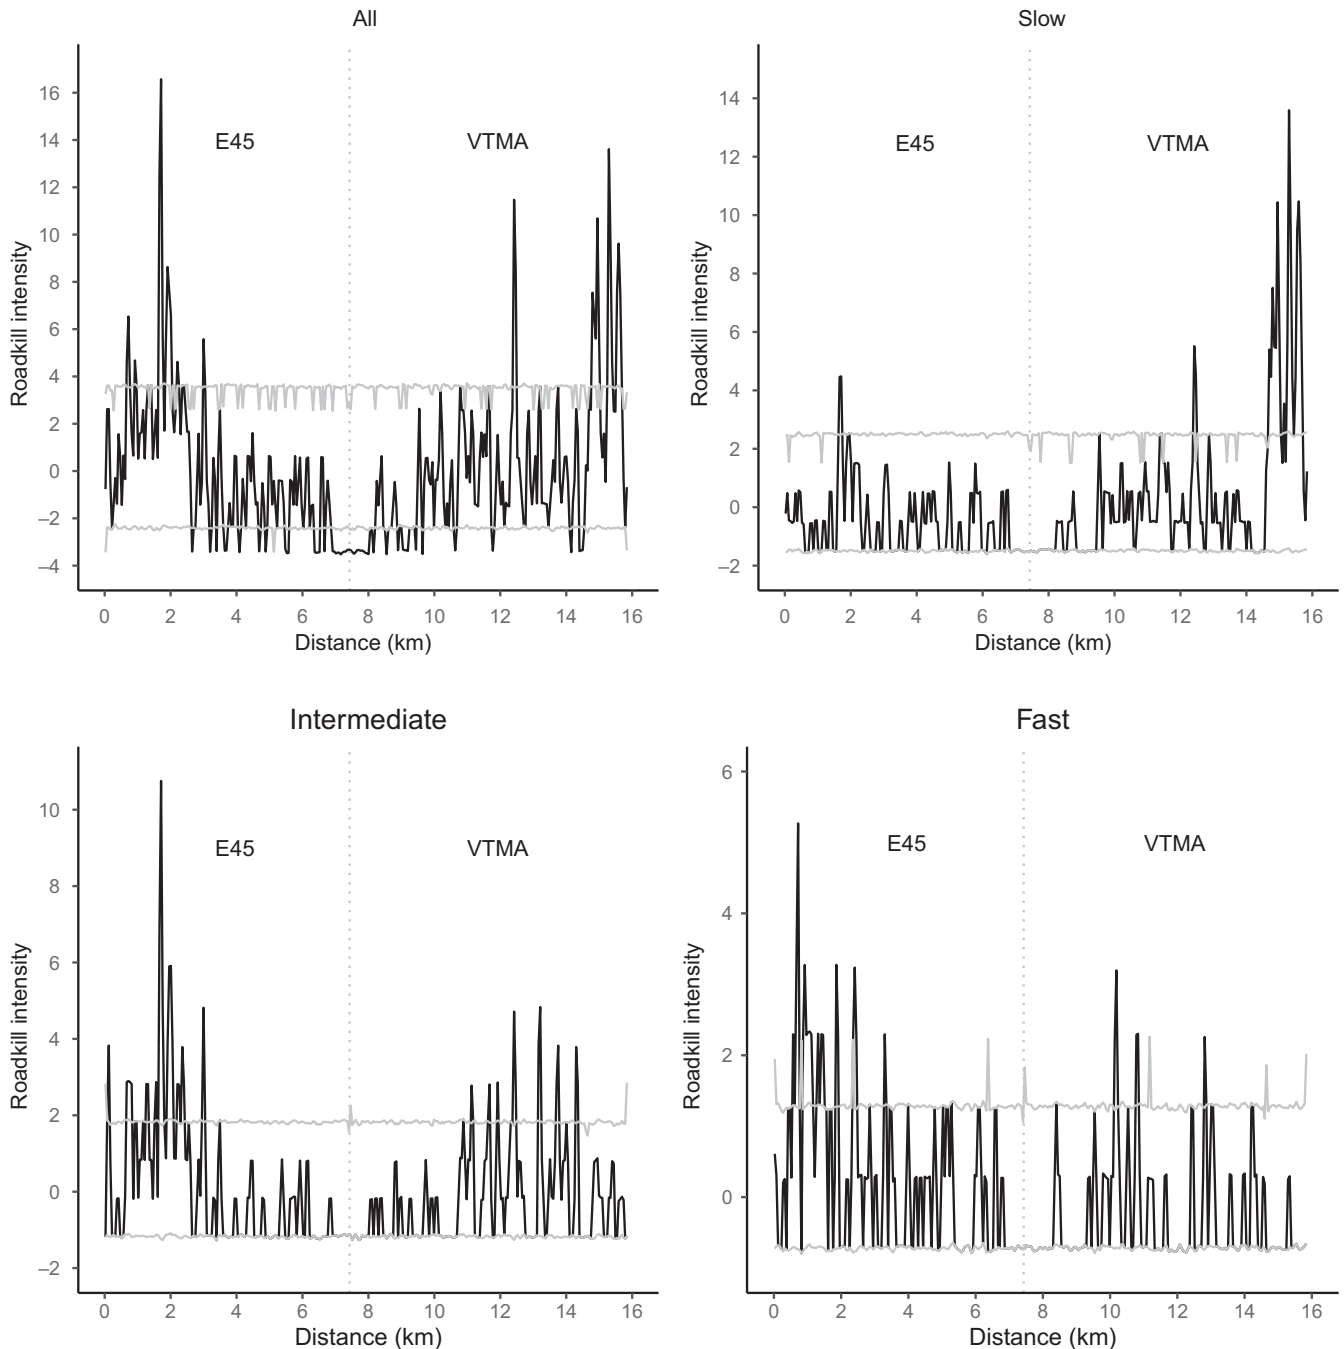 All
Roadkill intensity
16
14
12
10
8
6
4
2
0
–2
–4
E45
VTMA
0 2 4 6 8 10 12 14 16
Distance (km)
Slow
Roadkill intensity
14
12
10
8
6
4
2
0
–2
E45
VTMA
0 2 4 6 8 10 12 14 16
Distance (km)
Intermediate
Roadkill intensity
10
8
6
4
2
0
–2
E45
VTMA
0 2 4 6 8 10 12 14 16
Distance (km)
Fast
Roadkill intensity
6
4
2
0
E45
VTMA
0 2 4 6 8 10 12 14 16
Distance (km)